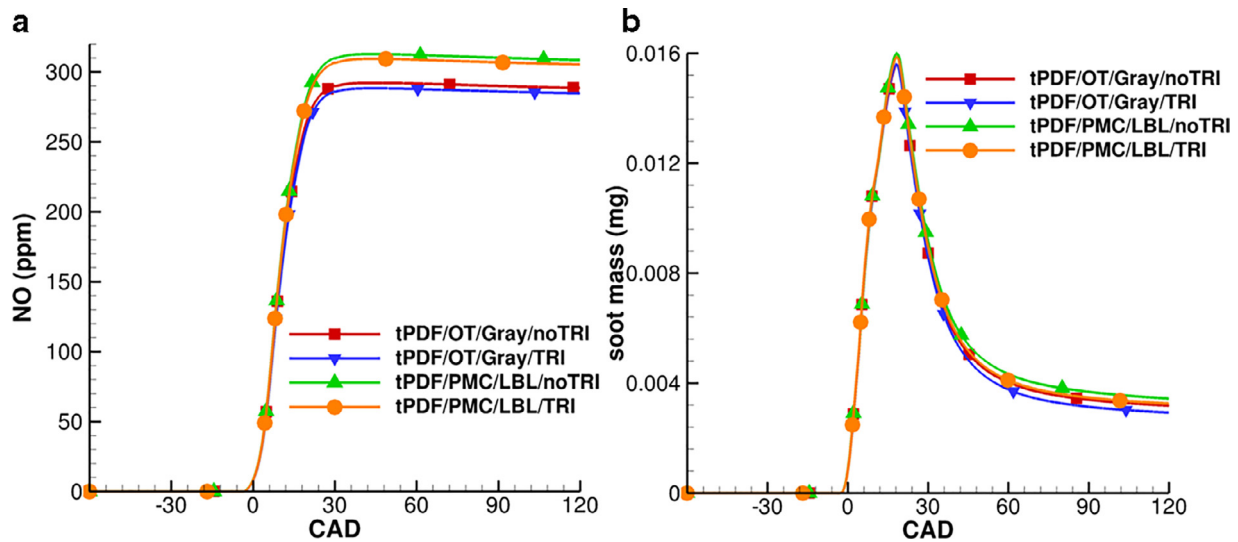 a
NO (ppm)
300
250
200
150
100
50
0
-30 0 30 60 90 120
CAD
tPDF/OT/Gray/noTRI
tPDF/OT/Gray/TRI
tPDF/PMC/LBL/noTRI
tPDF/PMC/LBL/TRI
b
soot mass (mg)
0.016
0.012
0.008
0.004
0
-30 0 30 60 90 120
CAD
tPDF/OT/Gray/noTRI
tPDF/OT/Gray/TRI
tPDF/PMC/LBL/noTRI
tPDF/PMC/LBL/TRI